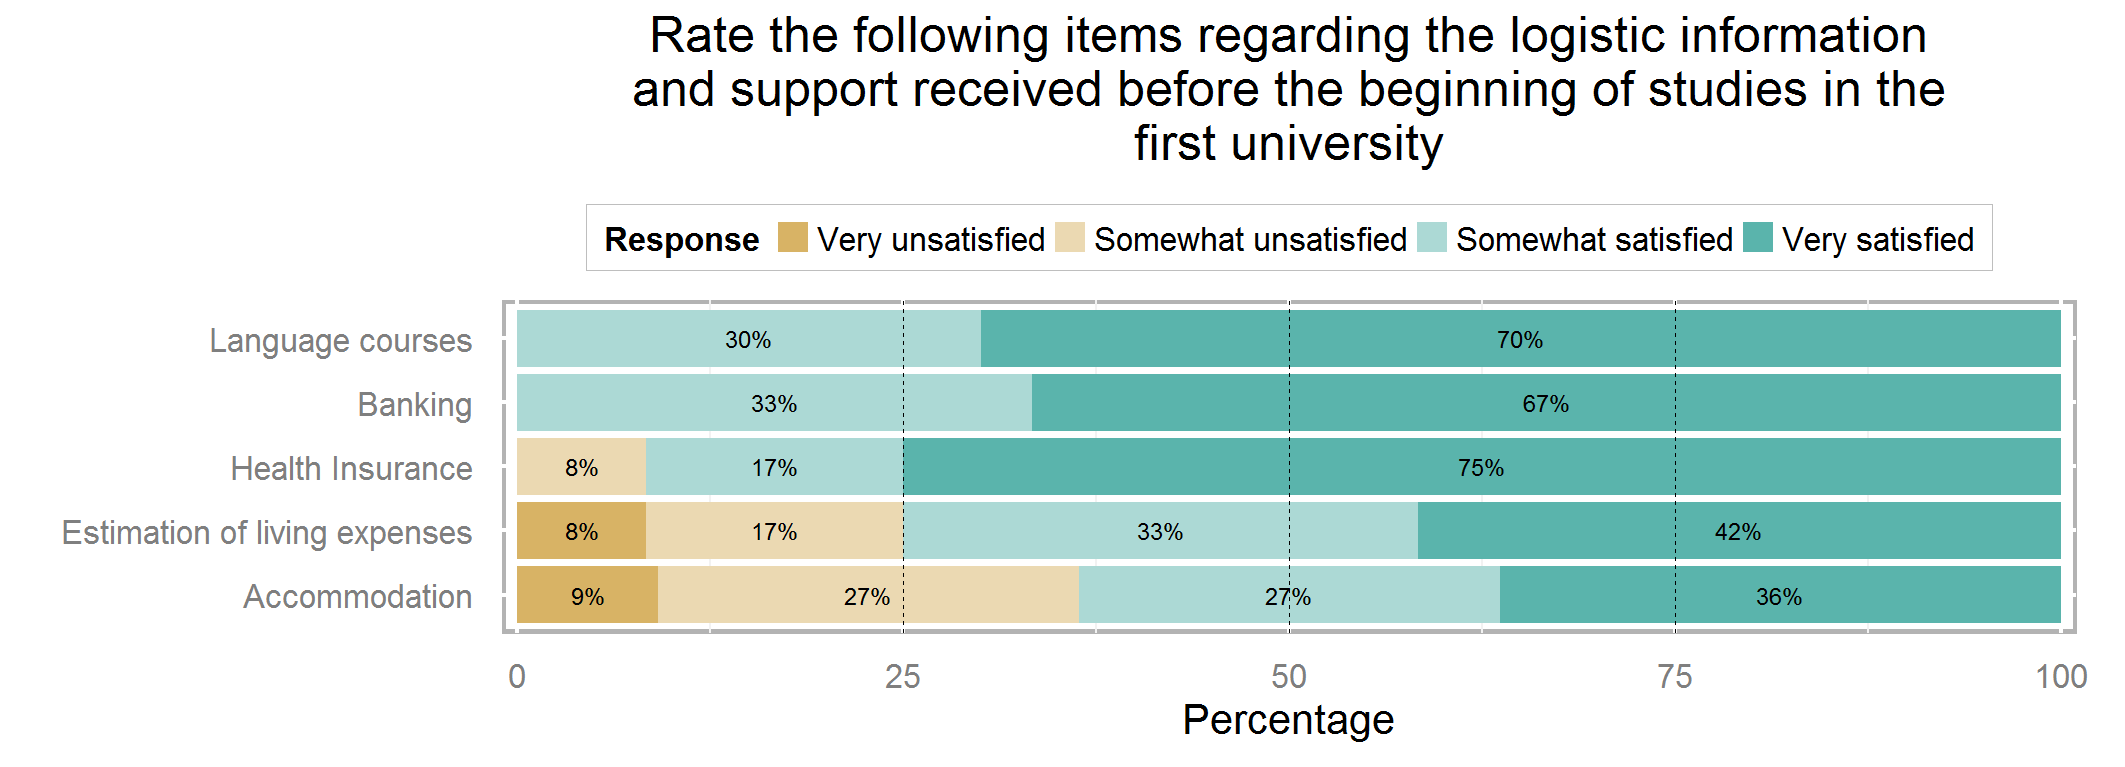 Rate the following items regarding the logistic information
and support received before the beginning of studies in the
first university
Response Very unsatisfied Somewhat unsatisfied Somewhat satisfied Very satisfied
Language courses 30% 70%
Banking 33% 67%
Health Insurance 8% 17% 75%
Estimation of living expenses 8% 17% 33% 42%
Accommodation 9% 27% 27% 36%
0 25 50 75 100
Percentage